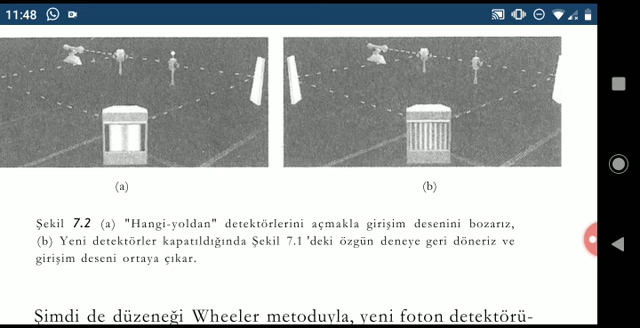 11:48
(a)
(b)
Şekil 7.2 (a) "Hangi-yoldan" detektörlerini açmakla girişim desenini bozarız,
(b) Yeni detektörler kapatıldığında Şekil 7.1 'deki özgün deneye geri döneriz ve
girişim deseni ortaya çıkar.
Şimdi de düzeneği Wheeler metoduyla, yeni foton detektörü-